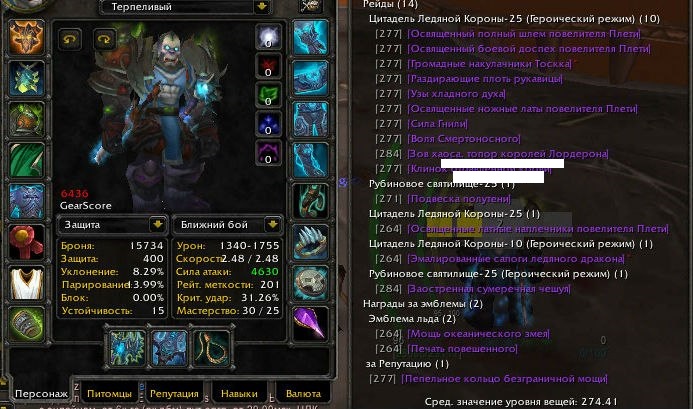 Терпеливый
0
0
0
0
0
6436
GearScore
Защита
Броня: 15734
Защита: 400
Уклонение: 8.29%
Парирование: 13.99%
Блок: 0.00%
Устойчивость: 15
Ближний бой
Урон: 1340-1755
Скорость 2.48 / 2.48
Сила атаки: 4630
Рейт. меткости: 201
Крит. удар: 31.26%
Мастерство: 30 / 25
Персонаж Питомцы Репутация Навыки Валюта
Рейды (14)
Цитадель Ледяной Короны-25 (Героический режим) (10)
[277] [Освященный полный шлем повелителя Плети]
[277] [Освященный боевой доспех повелителя Плети]
[277] [Громадные накулачники Тоскка]
[277] [Раздирающие плоть рукавицы]
[277] [Узы хладного духа]
[277] [Освященные ножные латы повелителя Плети]
[277] [Сила Гнили]
[277] [Воля Смертоносного]
[284] [Зов хаоса, топор королей Лордерона]
[277] [Клинок
Рубиновое святилище-25 (1)
[271] [Подвеска полутени]
Цитадель Ледяной Короны-25 (1)
[264] [Освященные латные наплечники повелителя Плети]
Цитадель Ледяной Короны-10 (Героический режим) (1)
[264] [Эмалированные сапоги ледяного дракона]
Рубиновое святилище-25 (Героический режим) (1)
[284] [Заостренная сумеречная чешуя]
Награды за эмблемы (2)
Эмблема льда (2)
[264] [Мощь океанического змея]
[264] [Печать повешенного]
за Репутацию (1)
[277] [Пепельное кольцо безграничной мощи]
Сред. значение уровня вещей: 274.41